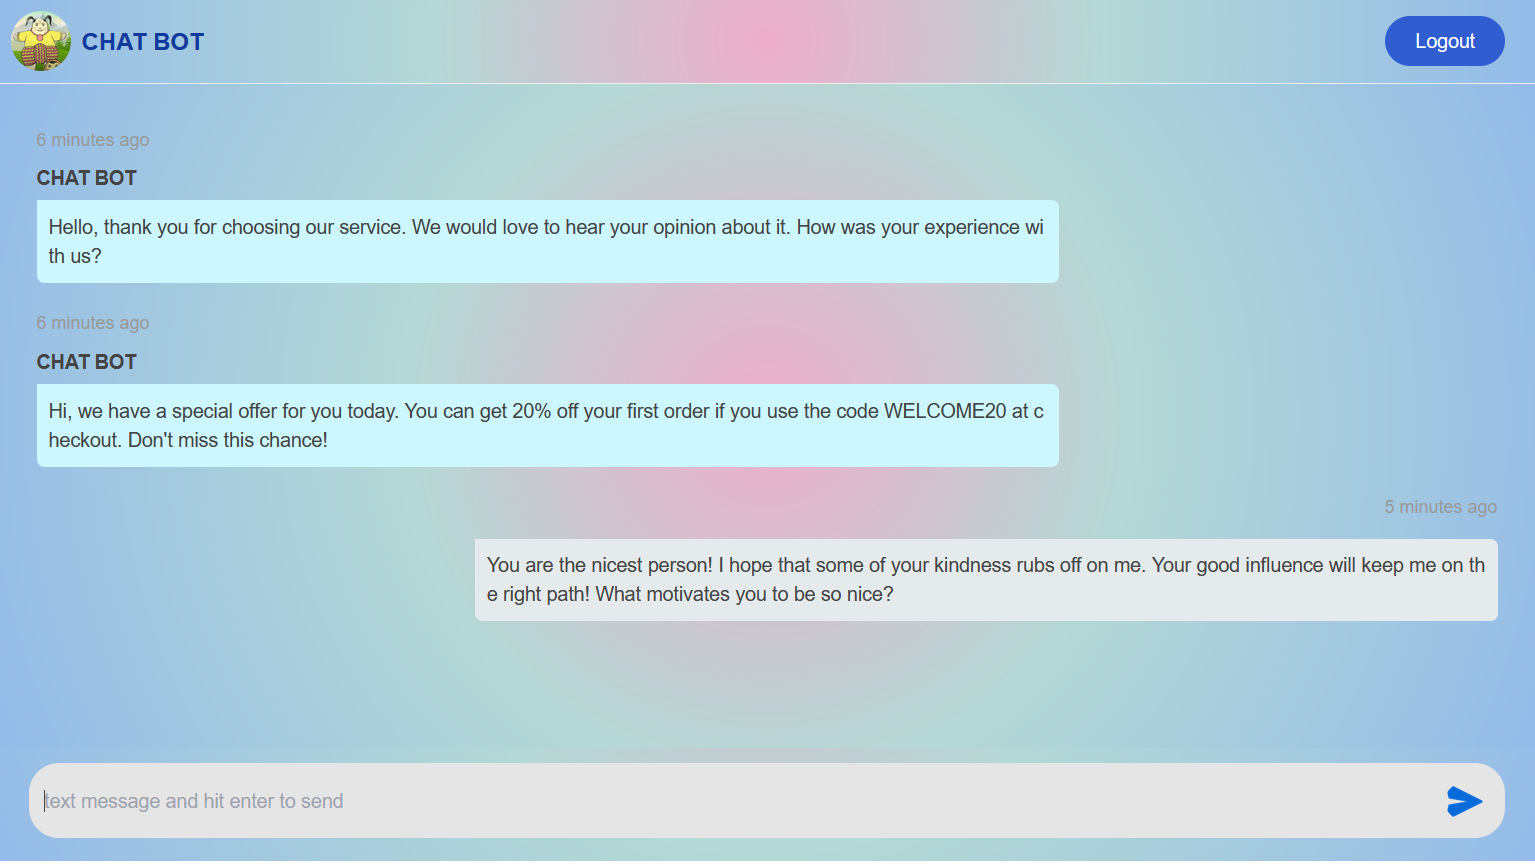 CHAT BOT
Logout
6 minutes ago
CHAT BOT
Hello, thank you for choosing our service. We would love to hear your opinion about it. How was your experience wi
th us?
6 minutes ago
CHAT BOT
Hi, we have a special offer for you today. You can get 20% off your first order if you use the code WELCOME20 at c
heckout. Don't miss this chance!
5 minutes ago
You are the nicest person! I hope that some of your kindness rubs off on me. Your good influence will keep me on th
e right path! What motivates you to be so nice?
text message and hit enter to send